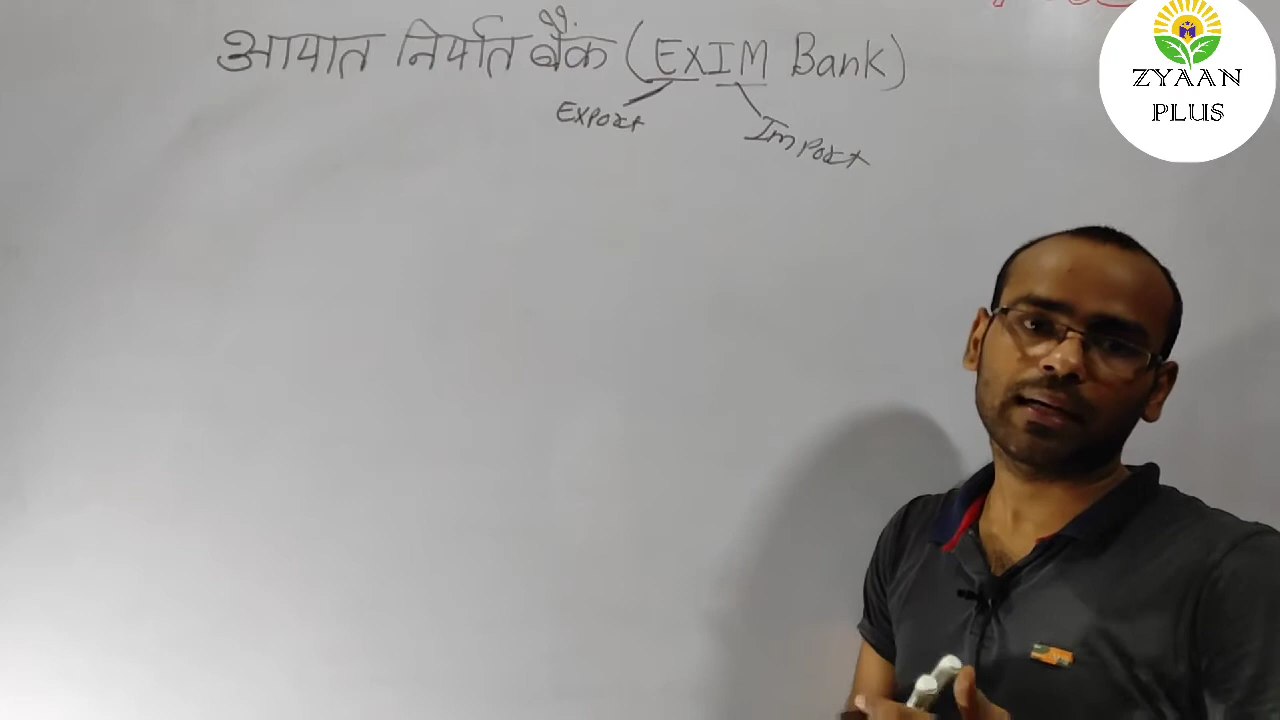 आयात निर्यात बैंक (EXIM Bank)
Export
Import
ZYAAN
PLUS